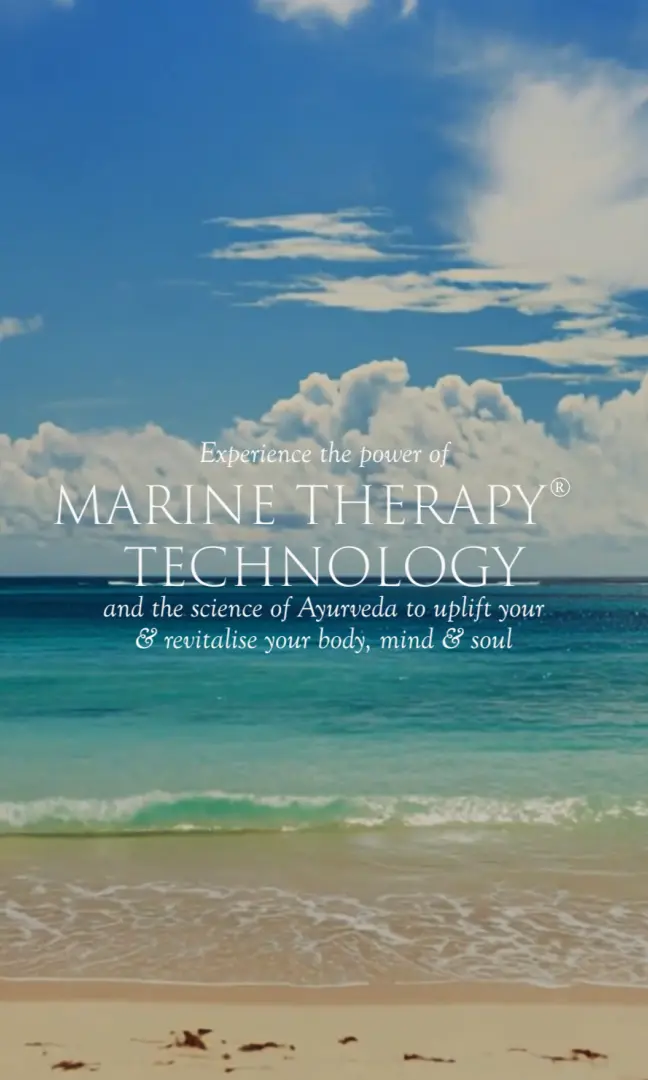 Experience the power of
MARINE THERAPY®
TECHNOLOGY
and the science of Ayurveda to uplift your
& revitalise your body, mind & soul